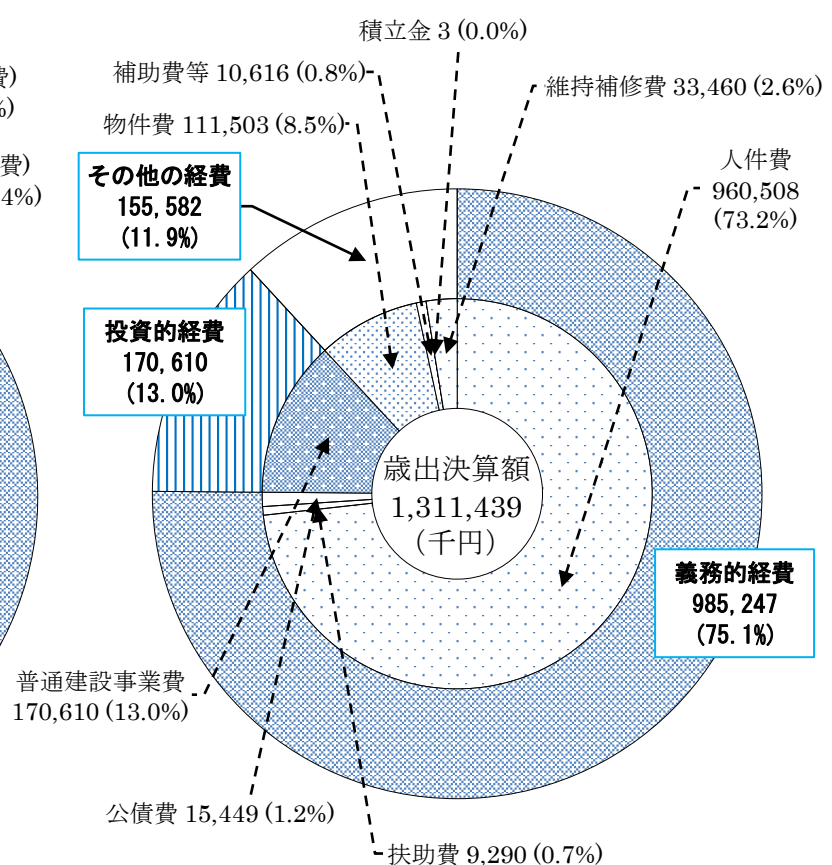 積立金 3 (0.0%)
補助費等 10,616 (0.8%)
維持補修費 33,460 (2.6%)
物件費 111,503 (8.5%)
費)
%)
費)
4%)
人件費
960,508
(73.2%)
その他の経費
155,582
(11.9%)
投資的経費
170,610
(13.0%)
歳出決算額
1,311,439
（千円）
義務的経費
985,247
(75.1%)
普通建設事業費
170,610 (13.0%)
公債費 15,449 (1.2%)
扶助費 9,290 (0.7%)